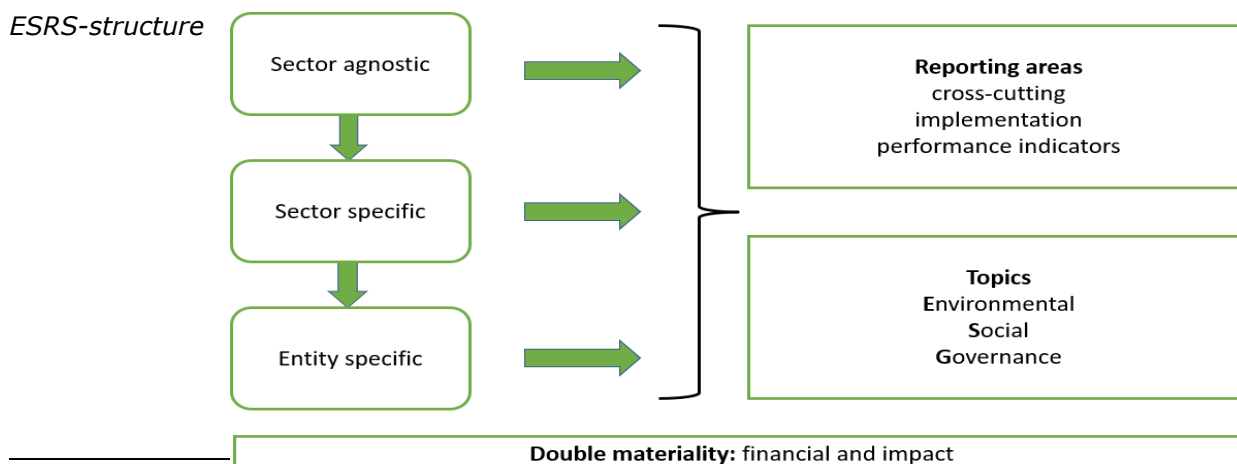 ESRS-structure
Sector agnostic
Sector specific
Entity specific
Reporting areas
cross-cutting
implementation
performance indicators
Topics
Environmental
Social
Governance
Double materiality: financial and impact